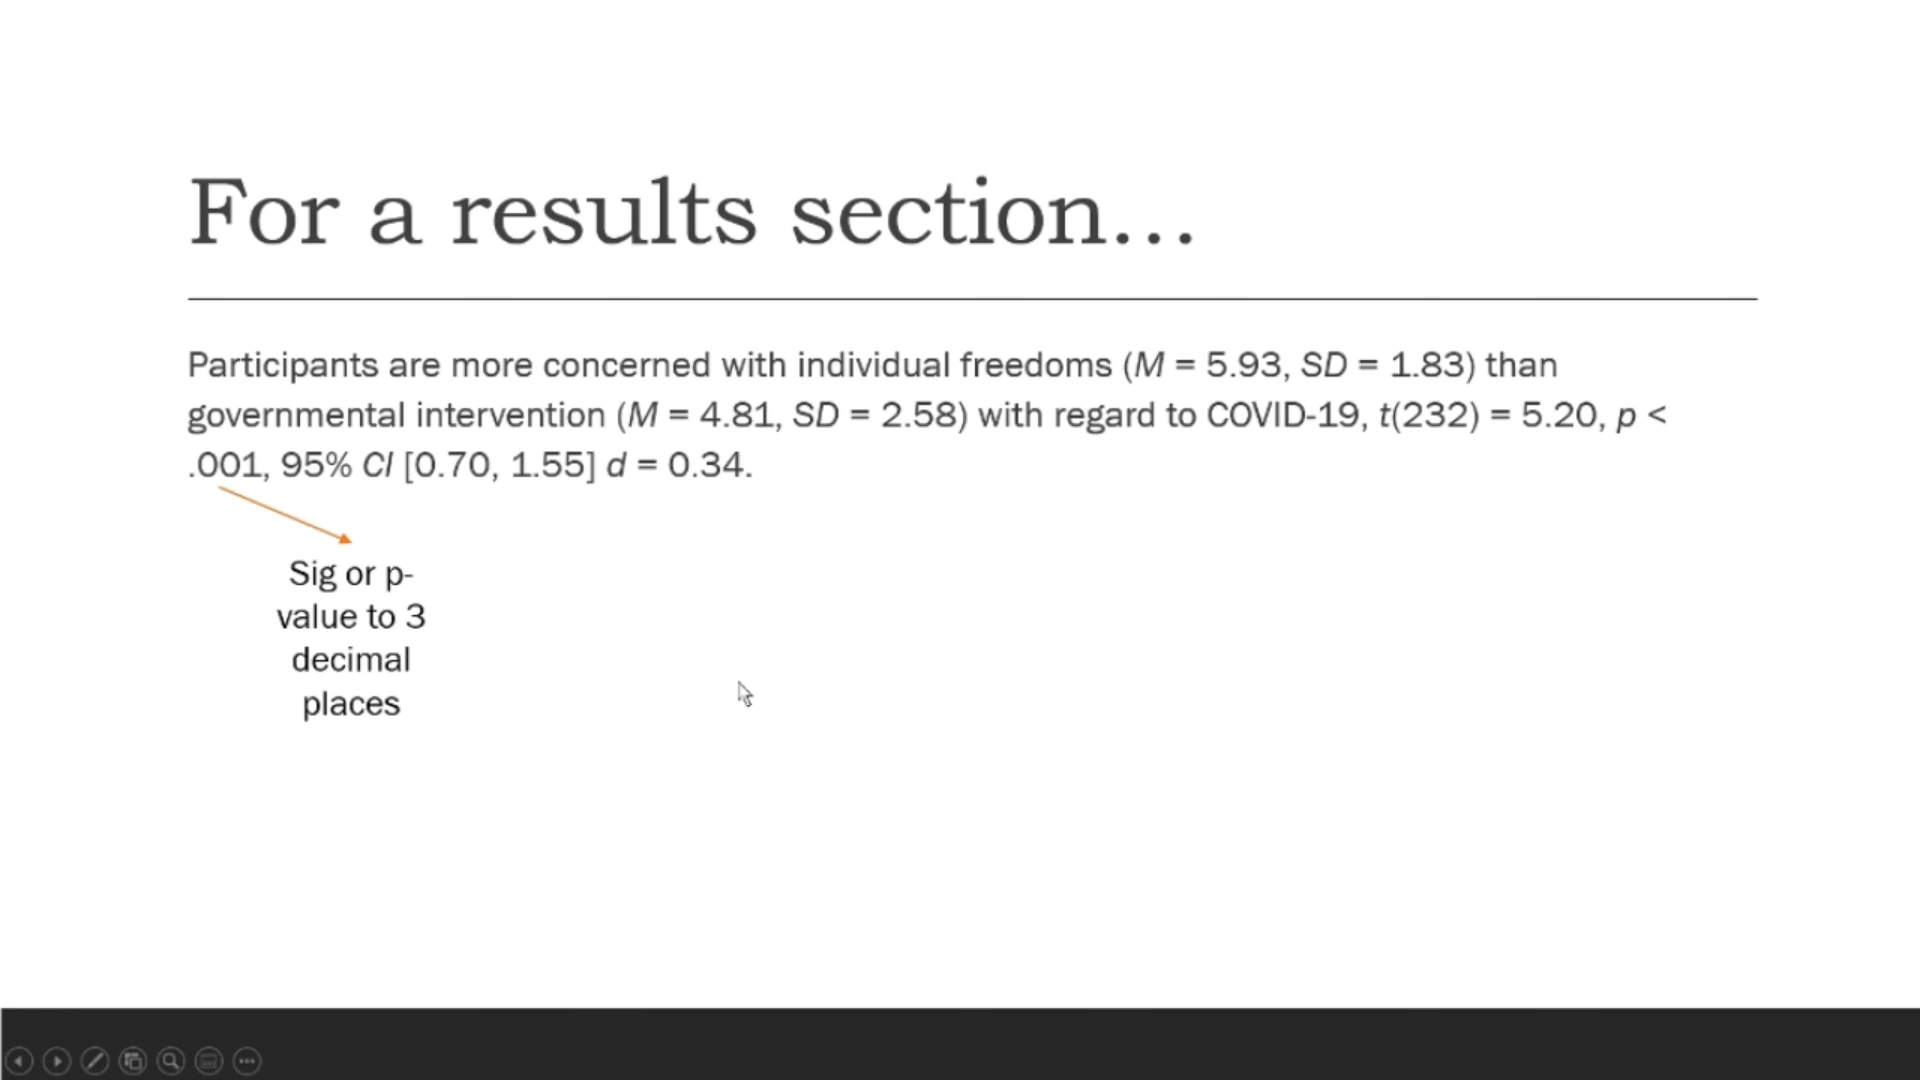 For a results section...
Participants are more concerned with individual freedoms (M = 5.93, SD = 1.83) than
governmental intervention (M = 4.81, SD = 2.58) with regard to COVID-19, t(232) = 5.20, p <
.001, 95% CI [0.70, 1.55] d = 0.34.
Sig or p-
value to 3
decimal
places